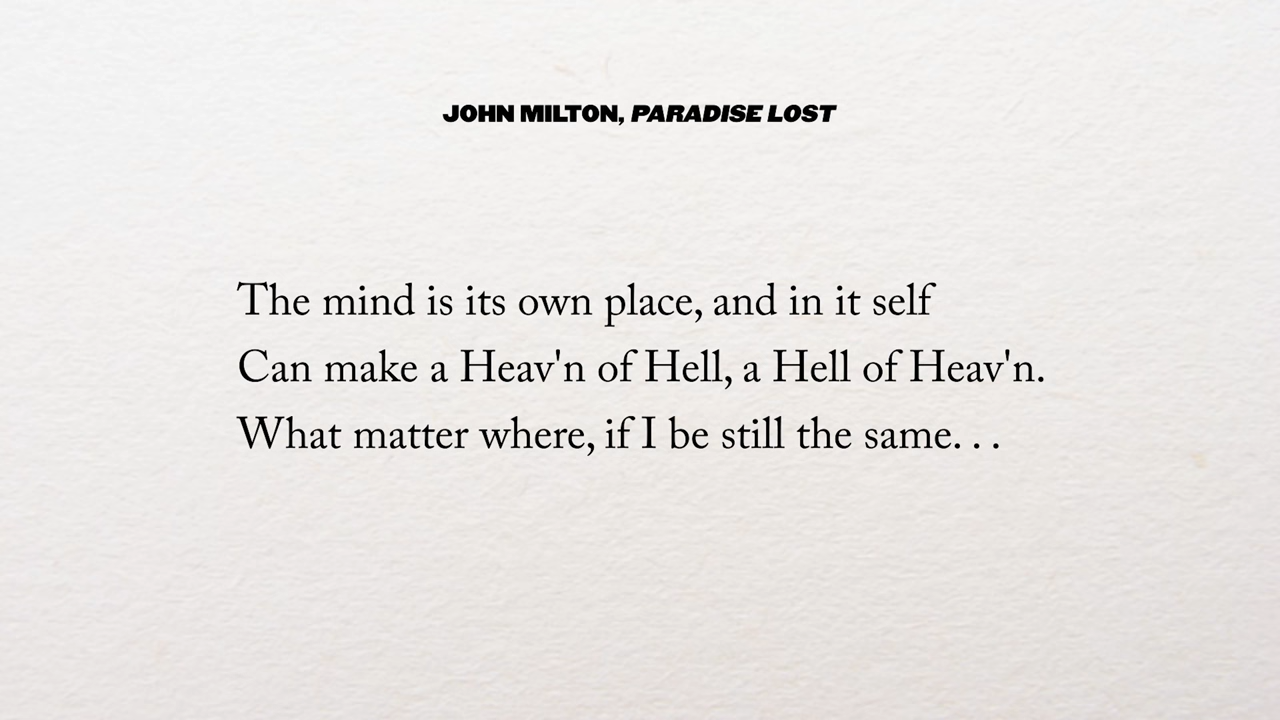 JOHN MILTON, PARADISE LOST
The mind is its own place, and in it self
Can make a Heav'n of Hell, a Hell of Heav'n.
What matter where, if I be still the same. . .